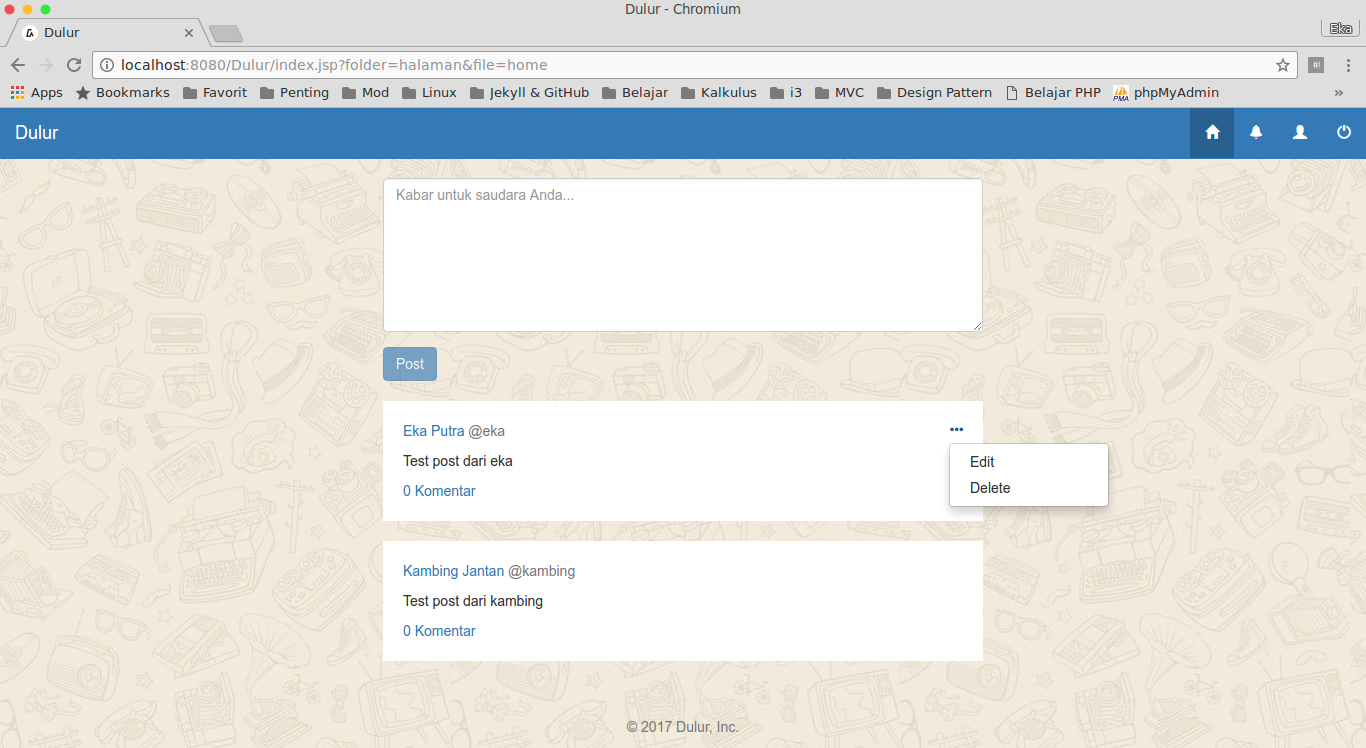 Dulur - Chromium
Dulur
Eka
localhost:8080/Dulur/index.jsp?folder=halaman&file=home
#!
Apps Bookmarks Favorit Penting Mod Linux Jekyll & GitHub Belajar Kalkulus i3 MVC Design Pattern Belajar PHP PMA phpMyAdmin »
Dulur
Kabar untuk saudara Anda...
Post
Eka Putra @eka
Test post dari eka
0 Komentar
Edit
Delete
Kambing Jantan @kambing
Test post dari kambing
0 Komentar
© 2017 Dulur, Inc.